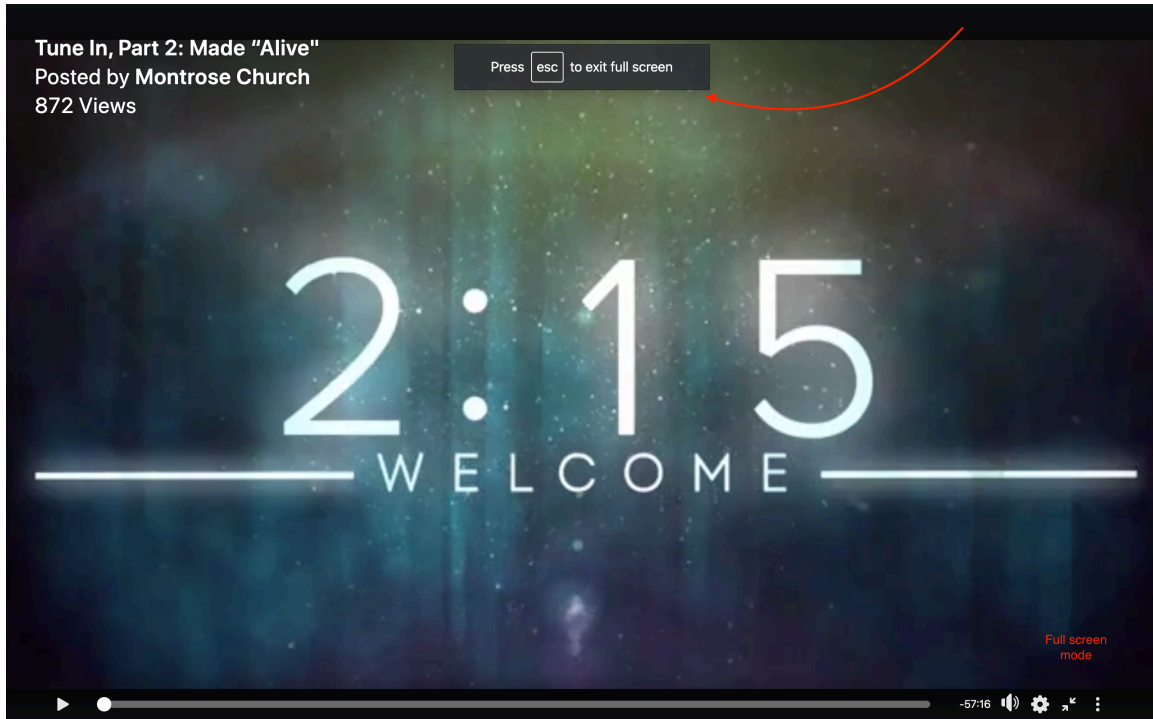 Tune In, Part 2: Made “Alive"
Posted by Montrose Church
872 Views
Press esc to exit full screen
2:15
WELCOME
Full screen
mode
-57:16